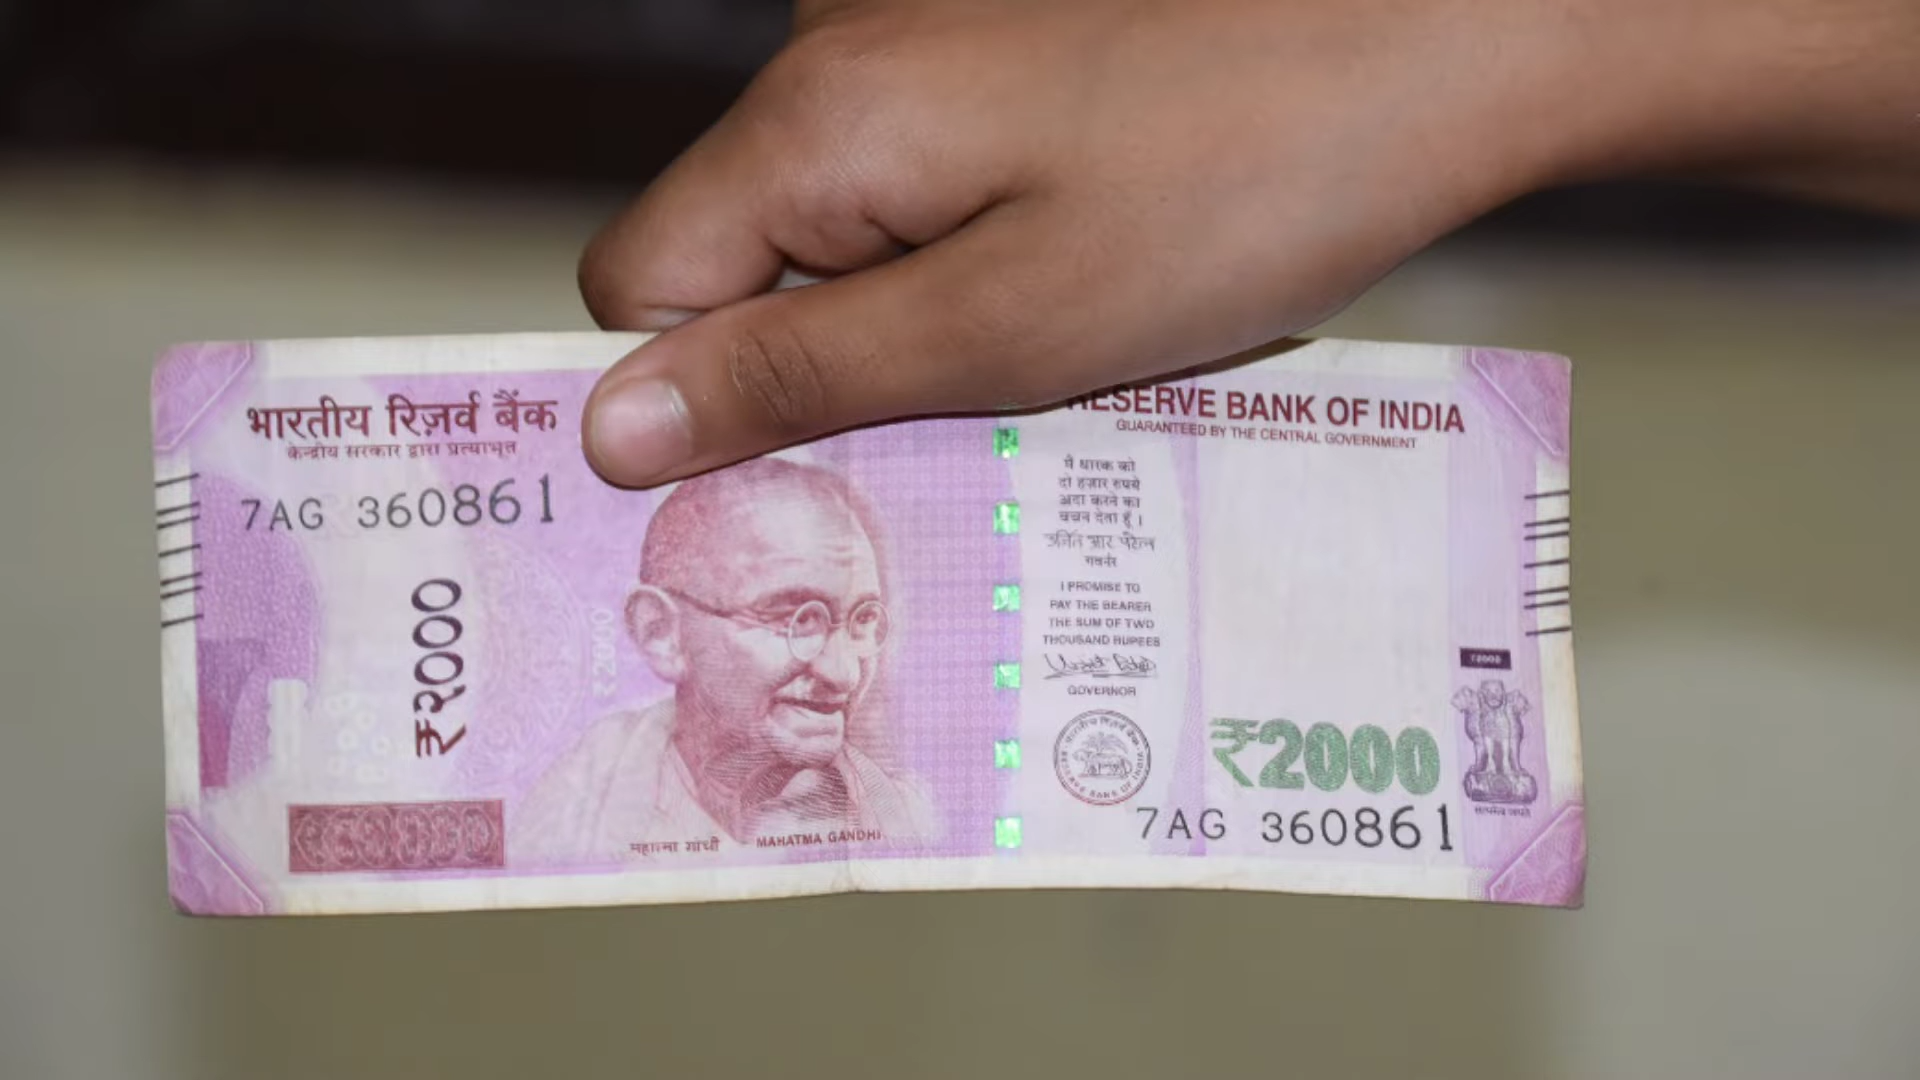 भारतीय रिज़र्व बैंक
केन्द्रीय सरकार द्वारा प्रत्याभूत
7AG 360861
₹२०००
₹2000
महात्मा गांधी
MAHATMA GANDHI
RESERVE BANK OF INDIA
GUARANTEED BY THE CENTRAL GOVERNMENT
मैं धारक को
दो हज़ार रुपये
अदा करने का
वचन देता हूँ।
गवर्नर
I PROMISE TO
PAY THE BEARER
THE SUM OF TWO
THOUSAND RUPEES
GOVERNOR
₹2000
₹2000
7AG 360861